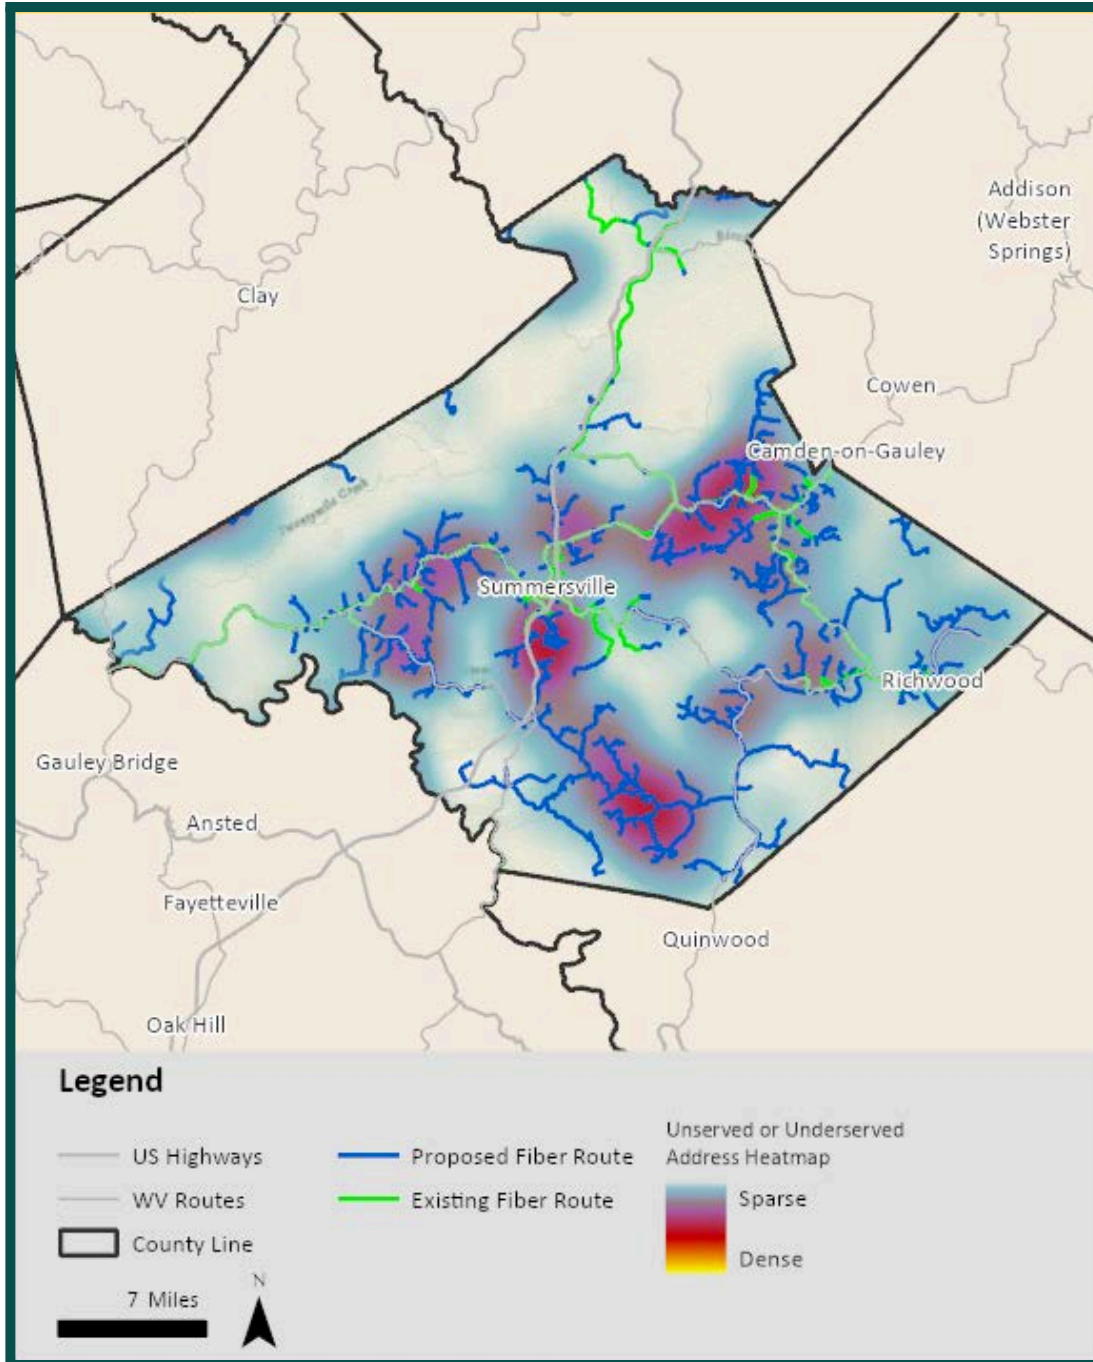 Addison
(Webster
Springs)
Clay
Cowen
Camden-on-Gauley
Summersville
Richwood
Gauley Bridge
Ansted
Fayetteville
Quinwood
Oak Hill
Legend
US Highways
WV Routes
County Line
7 Miles
N
Proposed Fiber Route
Existing Fiber Route
Unserved or Underserved
Address Heatmap
Sparse
Dense